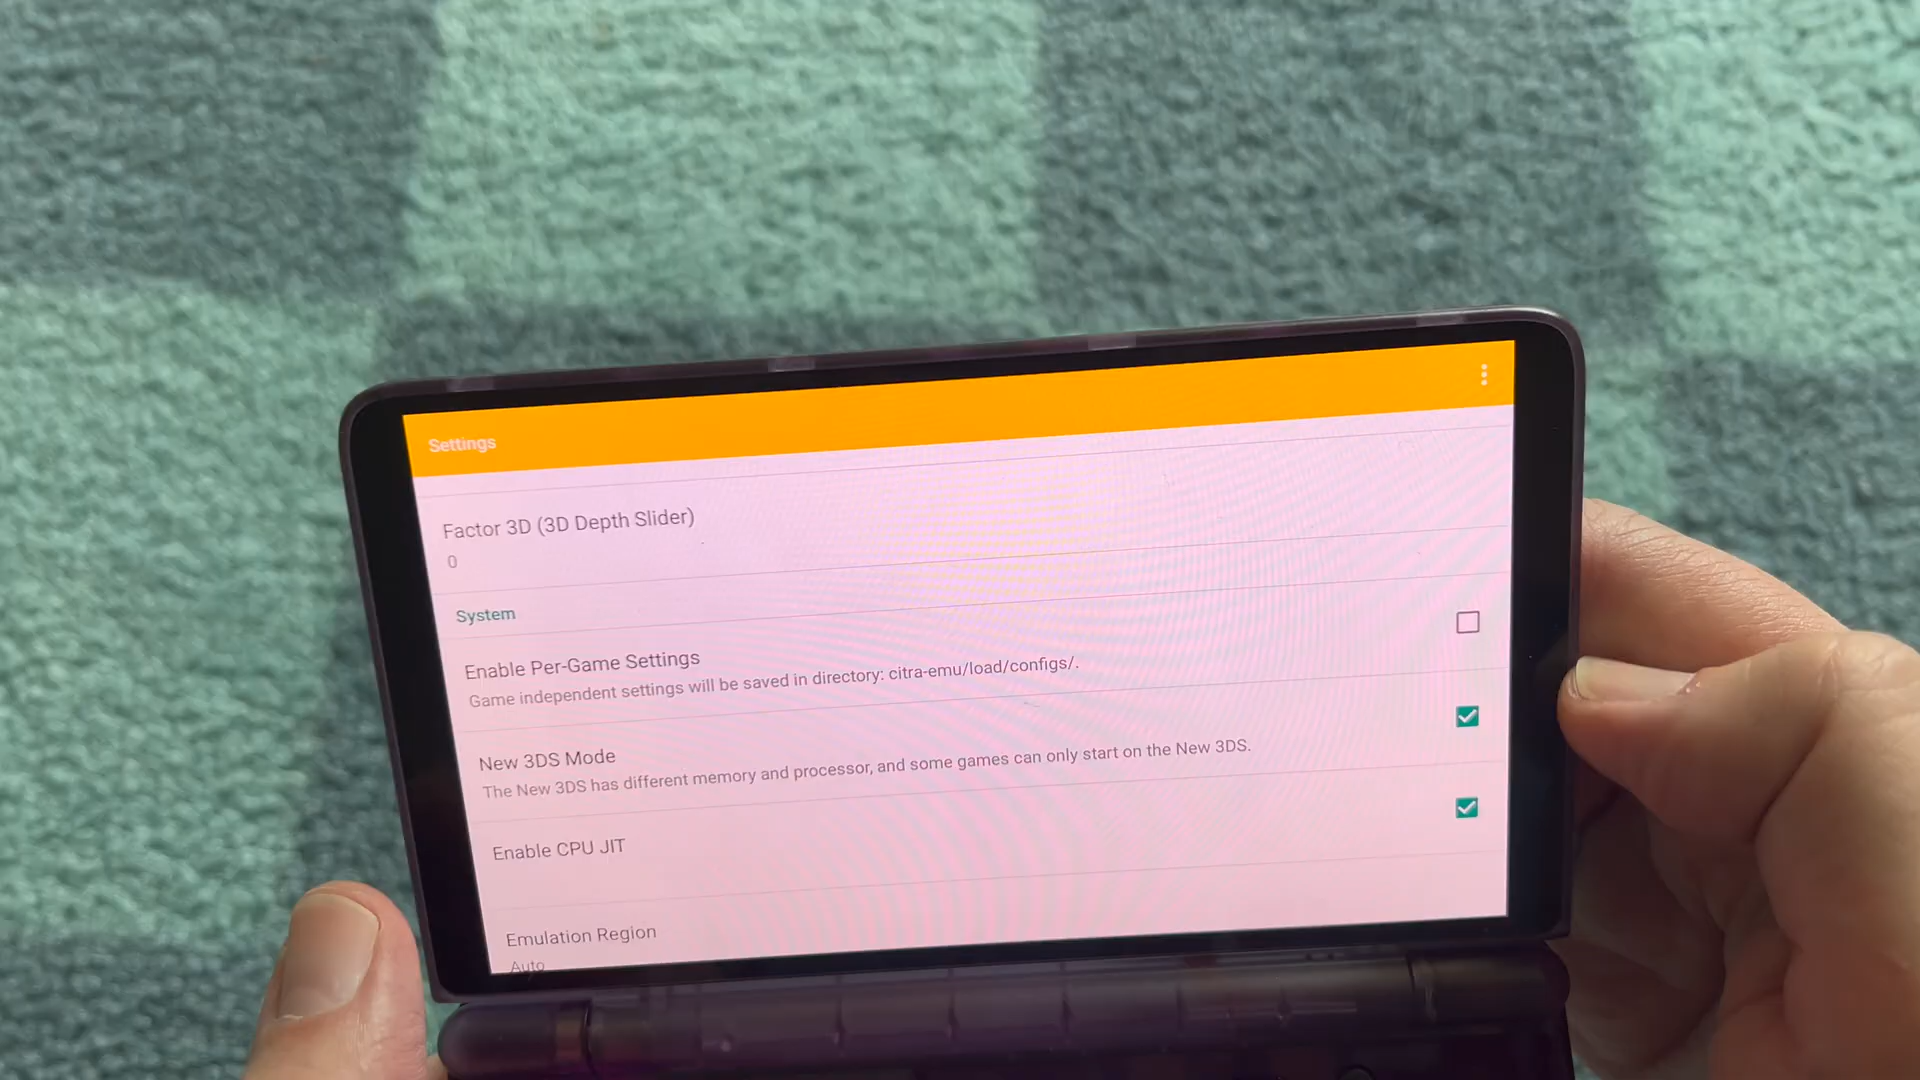 Settings
Factor 3D (3D Depth Slider)
0
System
Enable Per-Game Settings
Game independent settings will be saved in directory: citra-emu/load/configs/.
New 3DS Mode
The New 3DS has different memory and processor, and some games can only start on the New 3DS.
Enable CPU JIT
Emulation Region
Auto